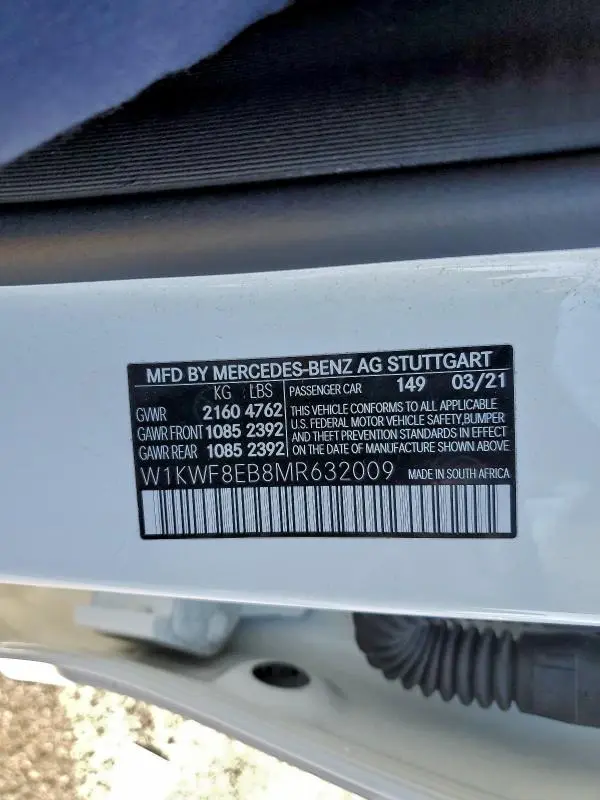 MFD BY MERCEDES-BENZ AG STUTTGART
KG LBS PASSENGER CAR 149 03/21
GVWR 2160 4762
GAWR FRONT 1085 2392
GAWR REAR 1085 2392
THIS VEHICLE CONFORMS TO ALL APPLICABLE
U.S. FEDERAL MOTOR VEHICLE SAFETY,BUMPER
AND THEFT PREVENTION STANDARDS IN EFFECT
ON THE DATE OF MANUFACTURE SHOWN ABOVE
W1KWF8EB8MR632009 MADE IN SOUTH AFRICA